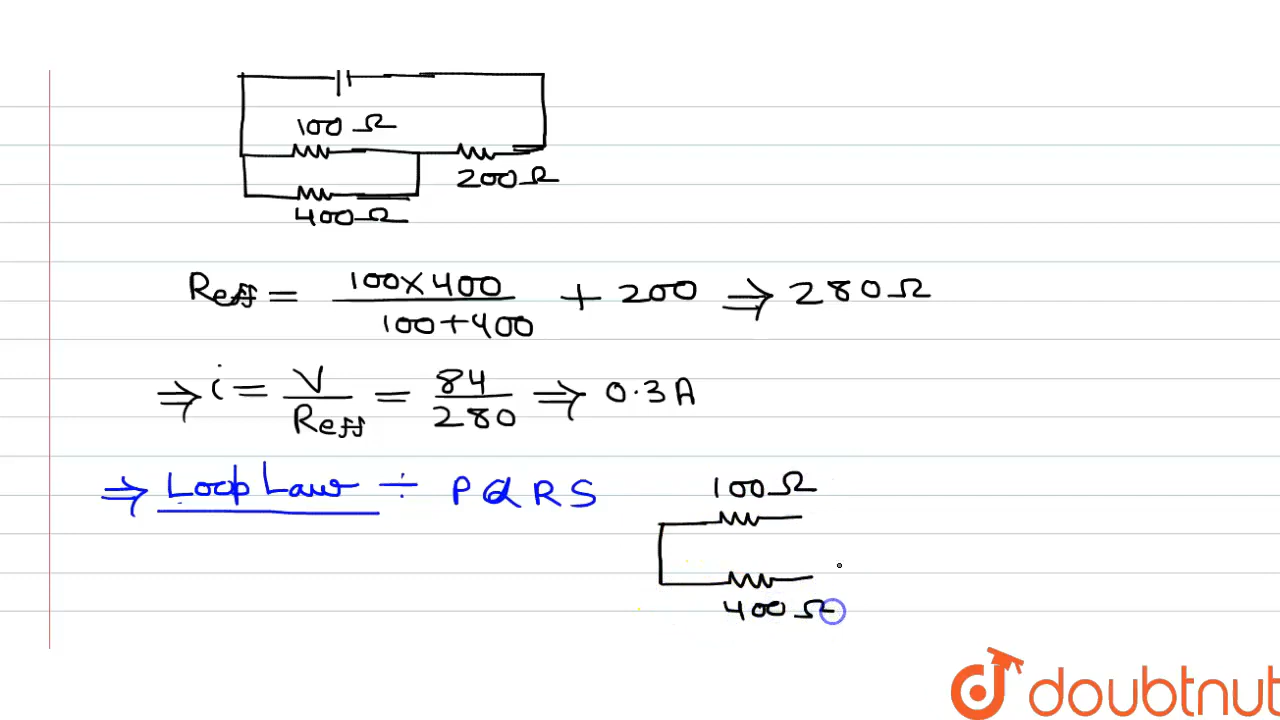 100 Ω
200 Ω
400 Ω
Reff = 100×400 / 100+400 + 200 ⇒ 280 Ω
⇒ i = V / Reff = 84 / 280 ⇒ 0.3 A
⇒ Loop Law ÷ PQRS
100 Ω
400 Ω
doubtnut